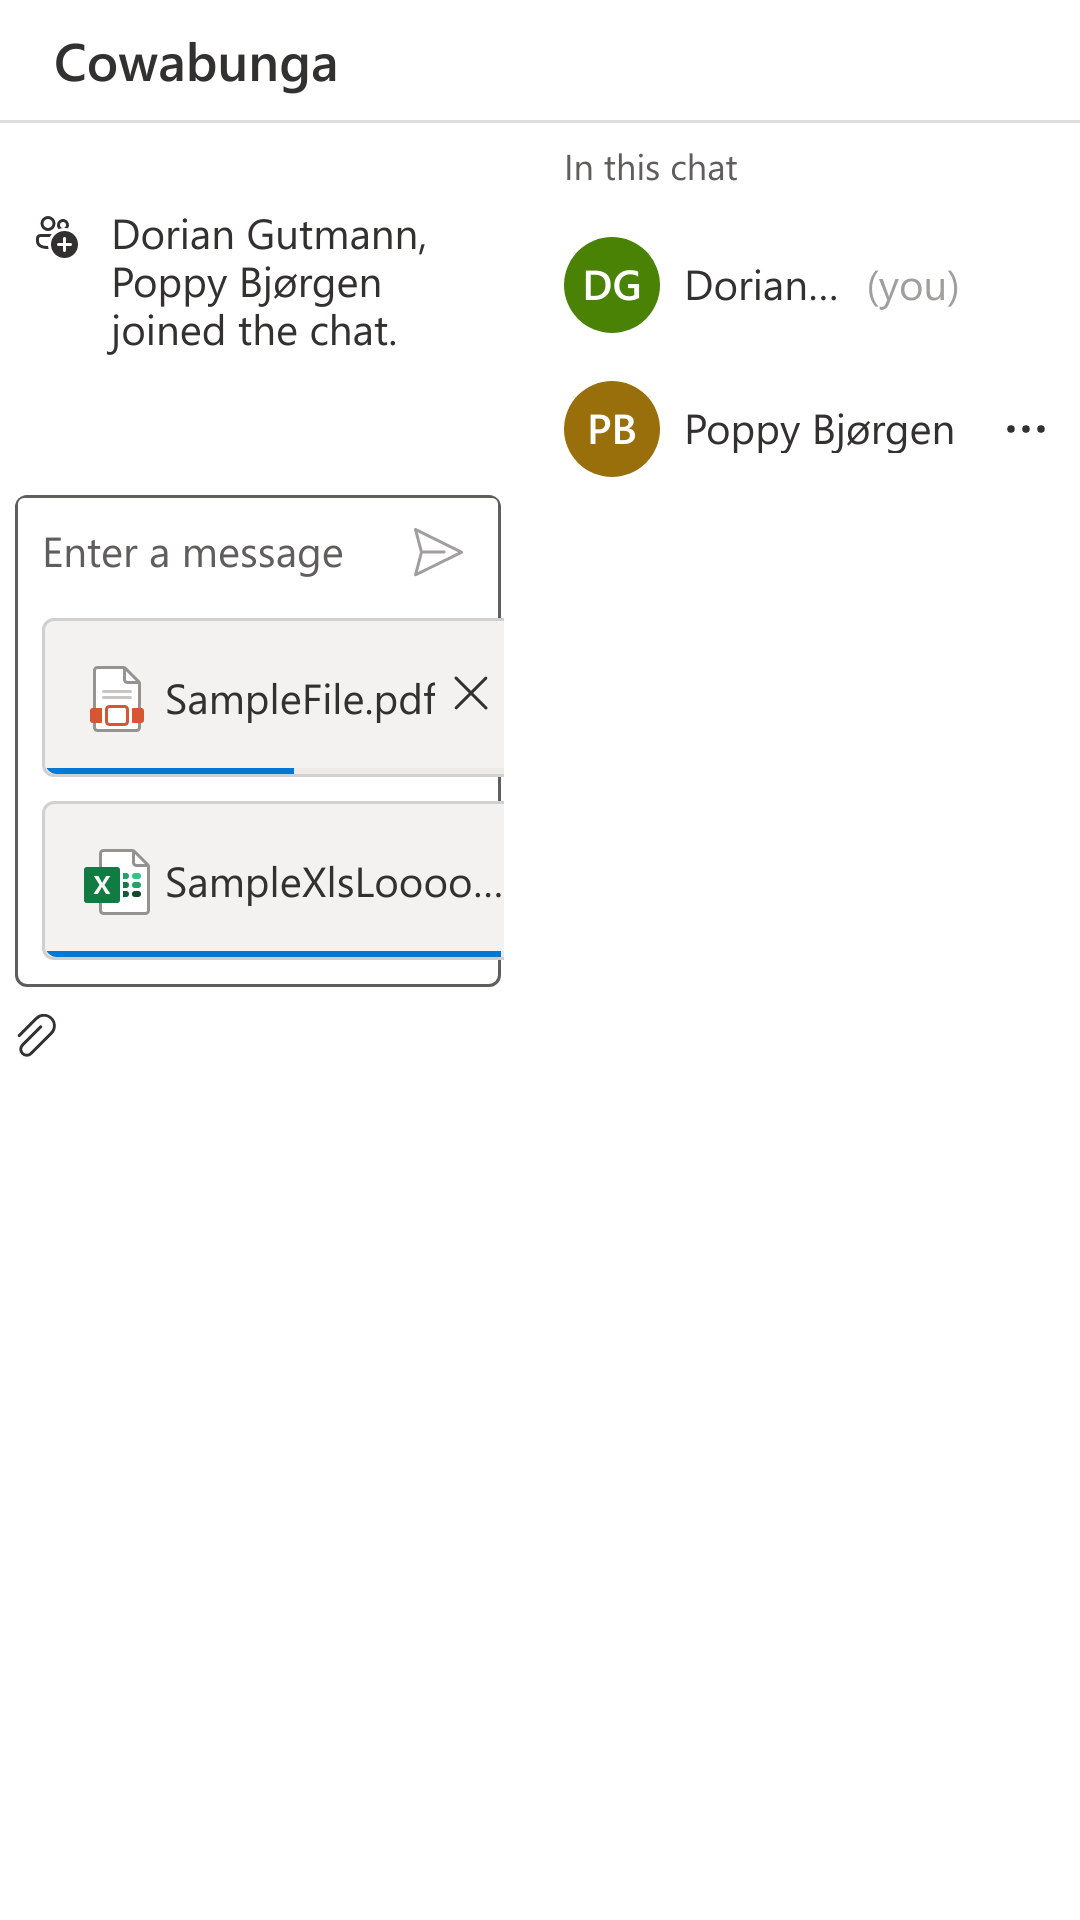 Cowabunga
Dorian Gutmann,
Poppy Bjørgen
joined the chat.
Enter a message
SampleFile.pdf
X
SampleXlsLoooo...
In this chat
DG
Dorian... (you)
PB
Poppy Bjørgen